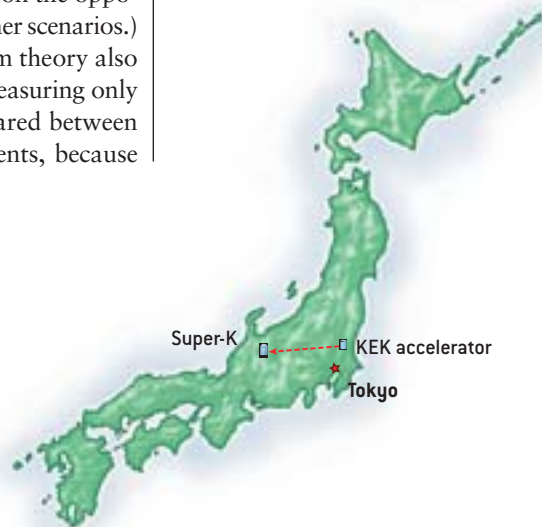 on the oppo-
her scenarios.)
m theory also
easuring only
ared between
ents, because
Super-K
KEK accelerator
Tokyo